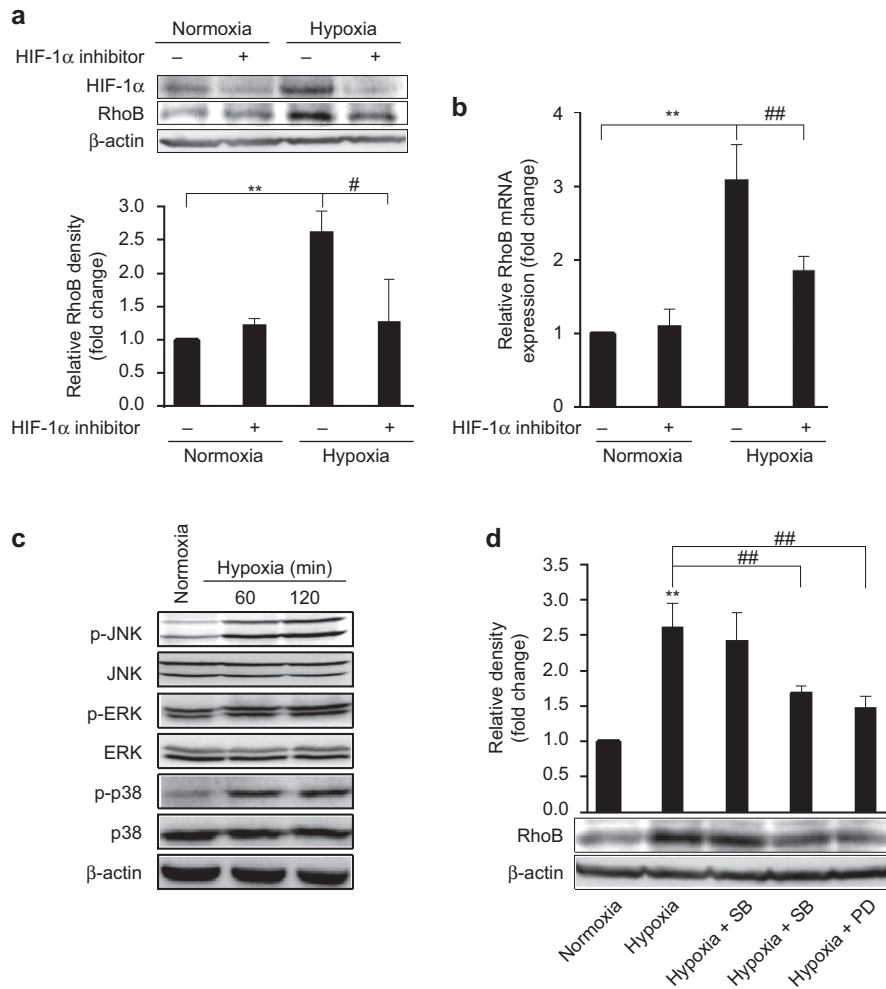 a
Normoxia Hypoxia
HIF-1α inhibitor – + – +
HIF-1α
RhoB
β-actin
** #
Relative RhoB density
(fold change)
3.0
2.5
2.0
1.5
1.0
0.5
0.0
HIF-1α inhibitor – + – +
Normoxia Hypoxia
b
** ##
Relative RhoB mRNA
expression (fold change)
4
3
2
1
0
HIF-1α inhibitor – + – +
Normoxia Hypoxia
c
Normoxia
Hypoxia (min)
60 120
p-JNK
JNK
p-ERK
ERK
p-p38
p38
β-actin
d
##
##
**
Relative density
(fold change)
3.5
3.0
2.5
2.0
1.5
1.0
0.5
0.0
RhoB
β-actin
Normoxia
Hypoxia
Hypoxia + SB
Hypoxia + SB
Hypoxia + PD